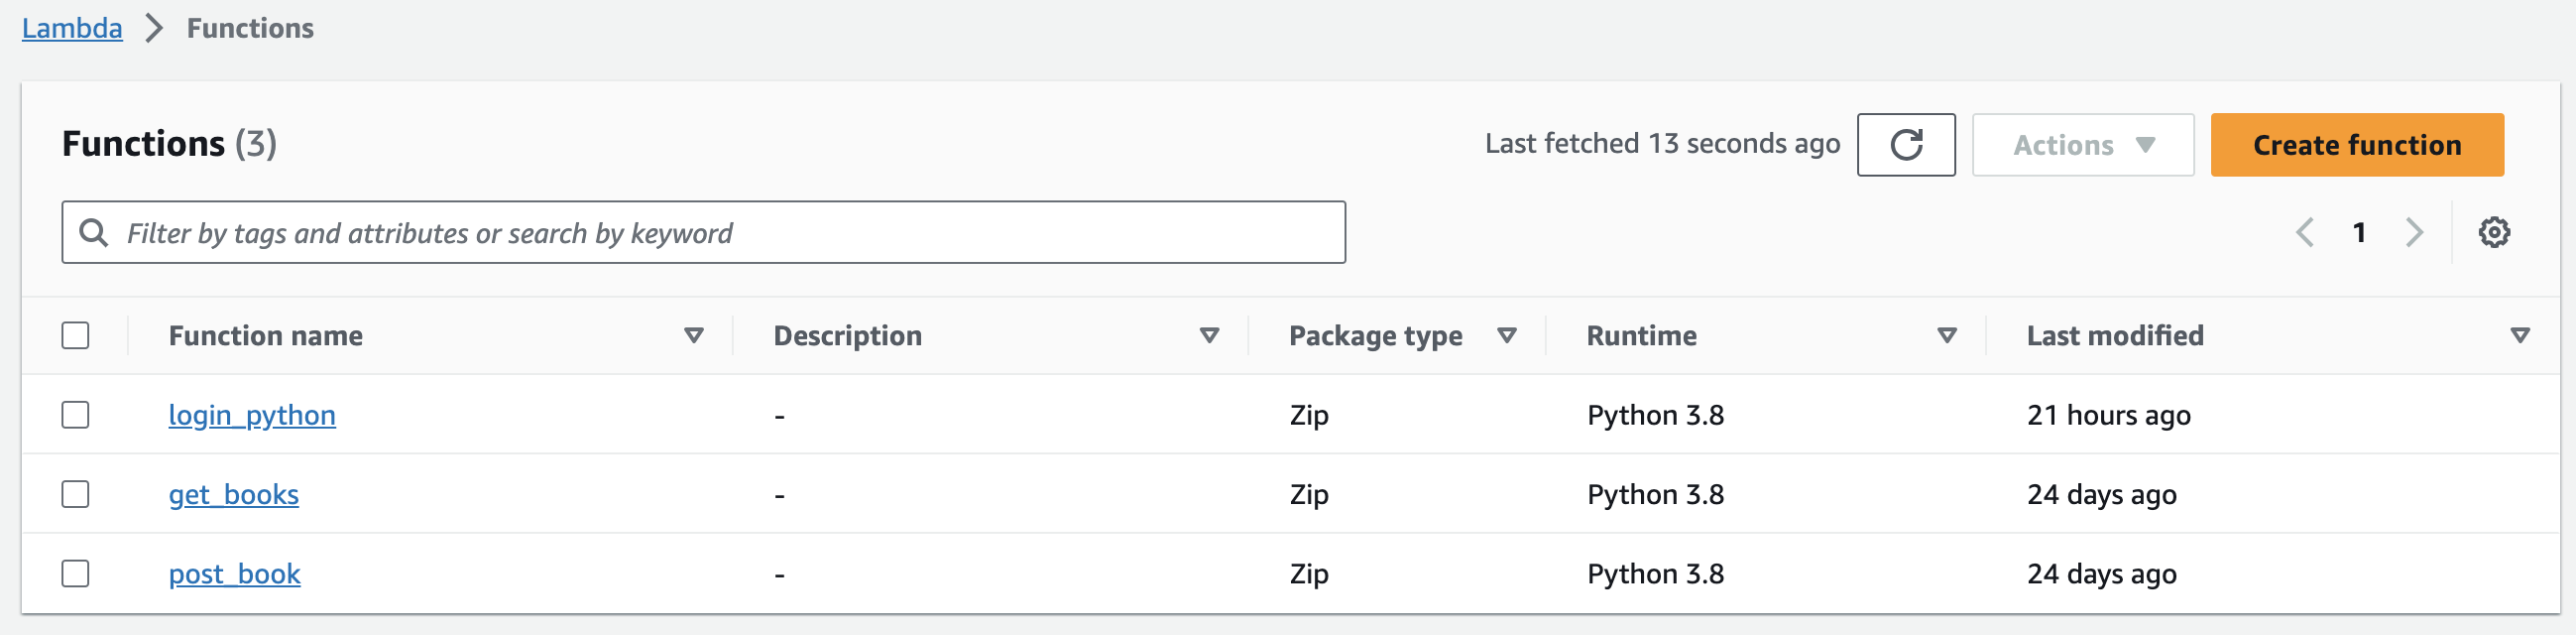 Lambda > Functions
Functions (3) Last fetched 13 seconds ago Actions Create function
Filter by tags and attributes or search by keyword 1
Function name Description Package type Runtime Last modified
login_python - Zip Python 3.8 21 hours ago
get_books - Zip Python 3.8 24 days ago
post_book - Zip Python 3.8 24 days ago